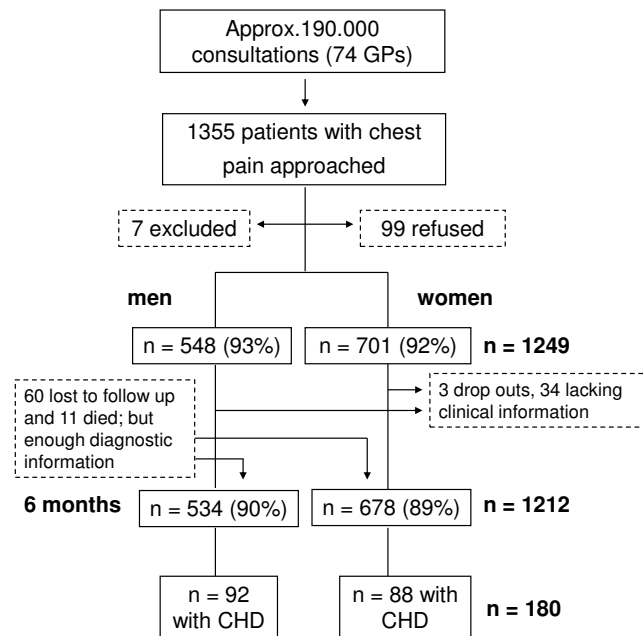 Approx.190.000
consultations (74 GPs)
1355 patients with chest
pain approached
7 excluded
99 refused
men
women
n = 548 (93%)
n = 701 (92%)
n = 1249
60 lost to follow up
and 11 died; but
enough diagnostic
information
3 drop outs, 34 lacking
clinical information
6 months
n = 534 (90%)
n = 678 (89%)
n = 1212
n = 92
with CHD
n = 88 with
CHD
n = 180